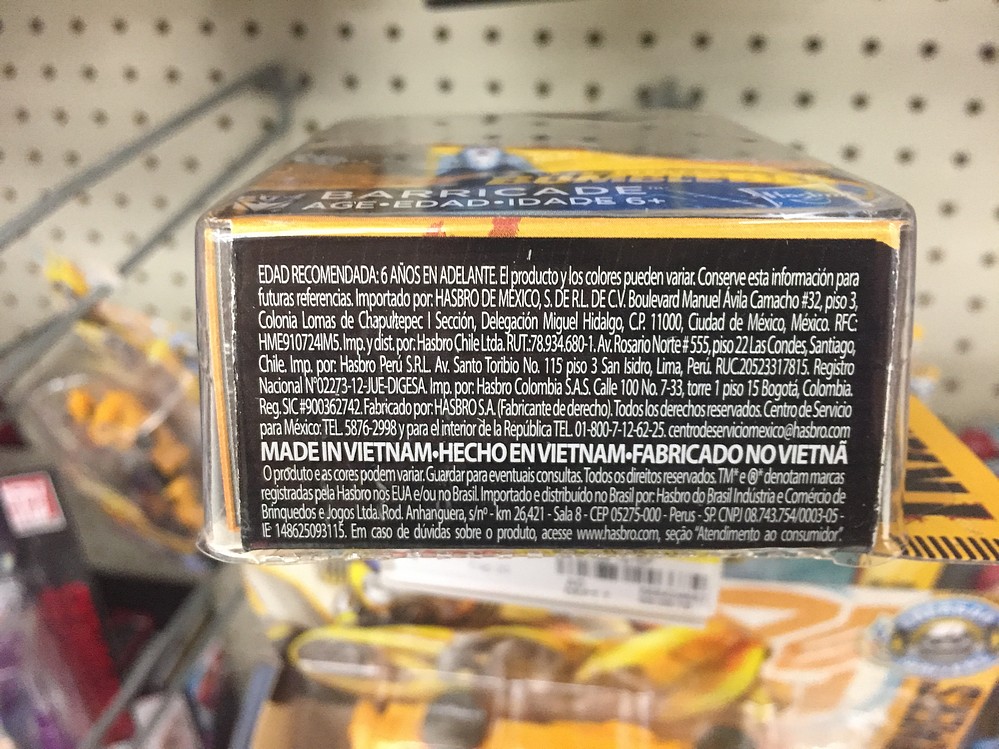 BARRICADE™
AGE•EDAD•IDADE 6+
EDAD RECOMENDADA: 6 AÑOS EN ADELANTE. El producto y los colores pueden variar. Conserve esta información para
futuras referencias. Importado por: HASBRO DE MEXICO, S. DE R.L. DE C.V. Boulevard Manuel Ávila Camacho #32, piso 3,
Colonia Lomas de Chapultepec I Sección, Delegación Miguel Hidalgo, C.P. 11000, Ciudad de México, México. RFC:
HME910724IM5. Imp. y dist. por: Hasbro Chile Ltda. RUT.:78.934.680-1. Av. Rosario Norte # 555, piso 22 Las Condes, Santiago,
Chile. Imp. por: Hasbro Perú S.R.L. Av. Santo Toribio No. 115 piso 3 San Isidro, Lima, Perú. RUC.20523317815. Registro
Nacional N°02273-12-JUE-DIGESA. Imp. por: Hasbro Colombia S.A.S. Calle 100 No. 7-33, torre 1 piso 15 Bogotá, Colombia.
Reg. SIC #900362742. Fabricado por: HASBRO S.A. (Fabricante de derecho). Todos los derechos reservados. Centro de Servicio
para México: TEL. 5876-2998 y para el interior de la República TEL. 01-800-7-12-62-25. centrodeserviciomexico@hasbro.com
MADE IN VIETNAM•HECHO EN VIETNAM•FABRICADO NO VIETNÃ
O produto e as cores podem variar. Guardar para eventuais consultas. Todos os direitos reservados. TM* e ®* denotam marcas
registradas pela Hasbro nos EUA e/ou no Brasil. Importado e distribuído no Brasil por: Hasbro do Brasil Indústria e Comércio de
Brinquedos e Jogos Ltda. Rod. Anhanguera, s/nº - km 26,421 - Sala 8 - CEP 05275-000 - Perus - SP. CNPJ 08.743.754/0003-05 -
IE 148625093115. Em caso de dúvidas sobre o produto, acesse www.hasbro.com, seção "Atendimento ao consumidor".